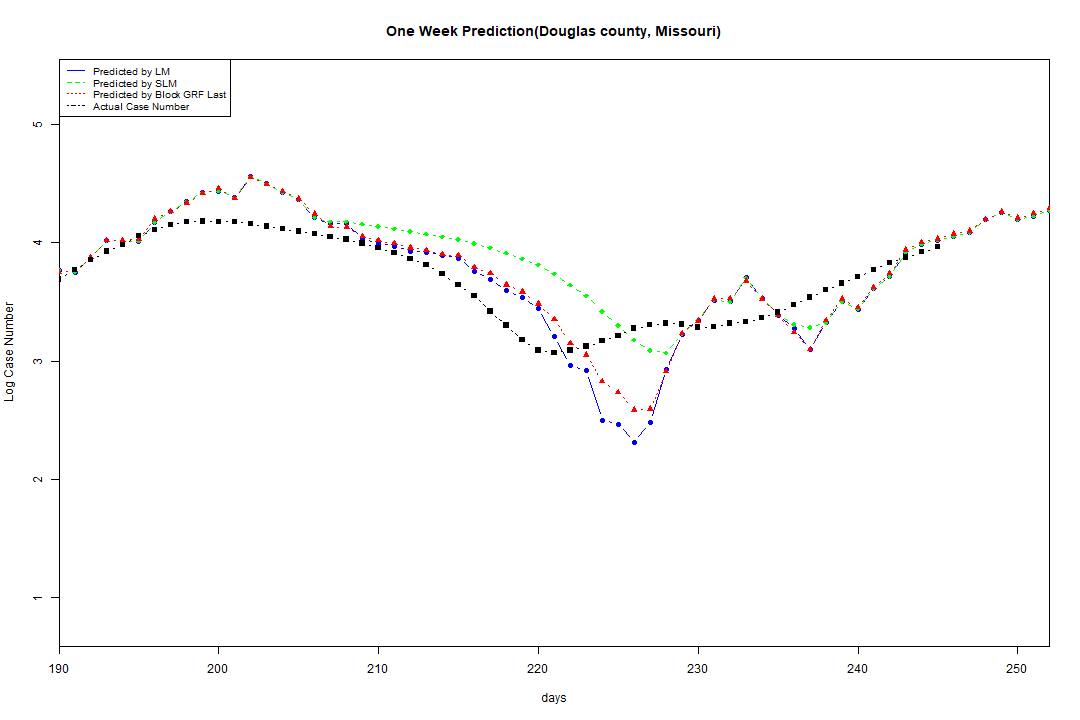 One Week Prediction(Douglas county, Missouri)
Predicted by LM
Predicted by SLM
Predicted by Block GRF Last
Actual Case Number
Log Case Number
5
4
3
2
1
190 200 210 220 230 240 250
days